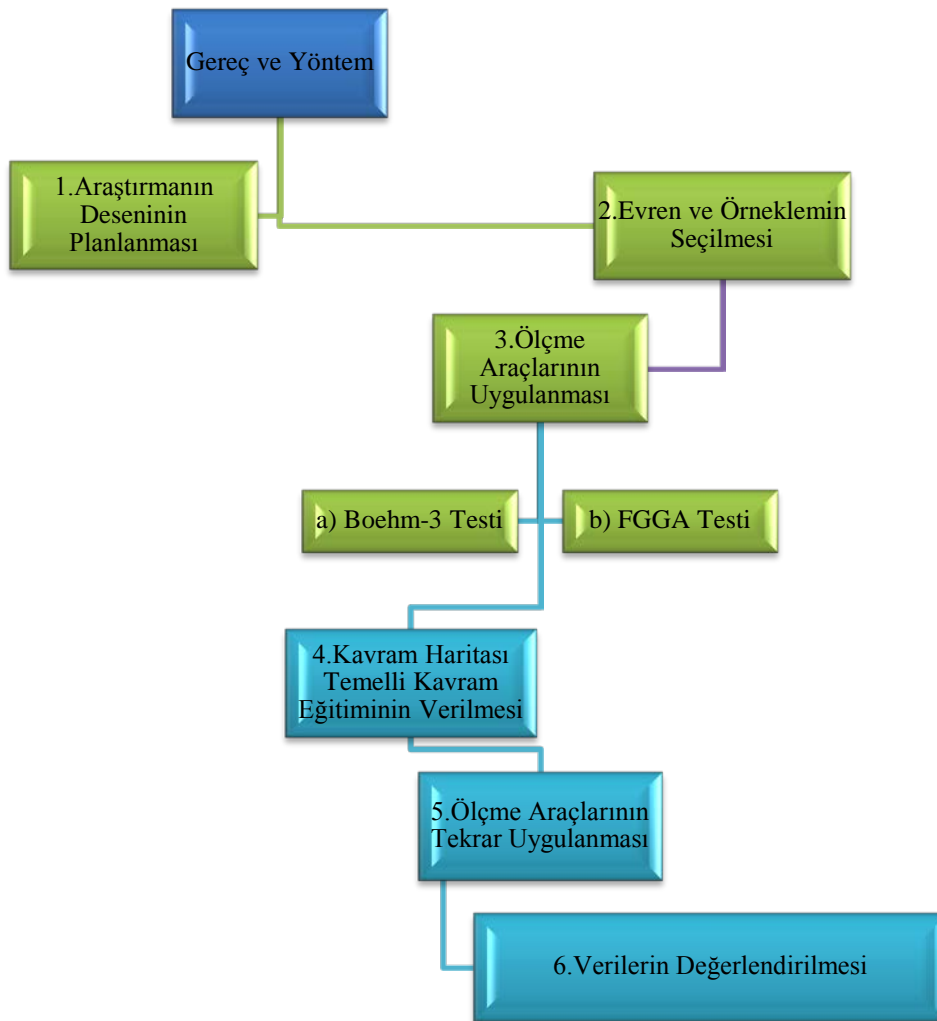 Gereç ve Yöntem
1.Araştırmanın
Deseninin
Planlanması
2.Evren ve Örneklemin
Seçilmesi
3.Ölçme
Araçlarının
Uygulanması
a) Boehm-3 Testi
b) FGGA Testi
4.Kavram Haritası
Temelli Kavram
Eğitiminin Verilmesi
5.Ölçme Araçlarının
Tekrar Uygulanması
6.Verilerin Değerlendirilmesi